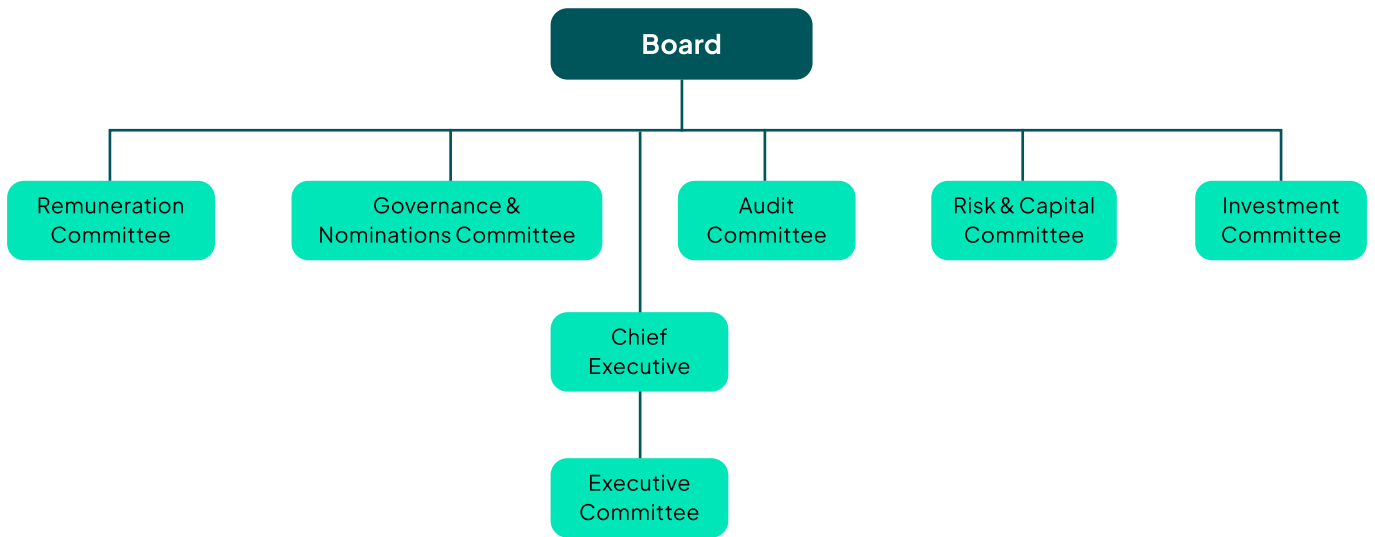 Board
Remuneration
Committee
Governance &
Nominations Committee
Audit
Committee
Risk & Capital
Committee
Investment
Committee
Chief
Executive
Executive
Committee